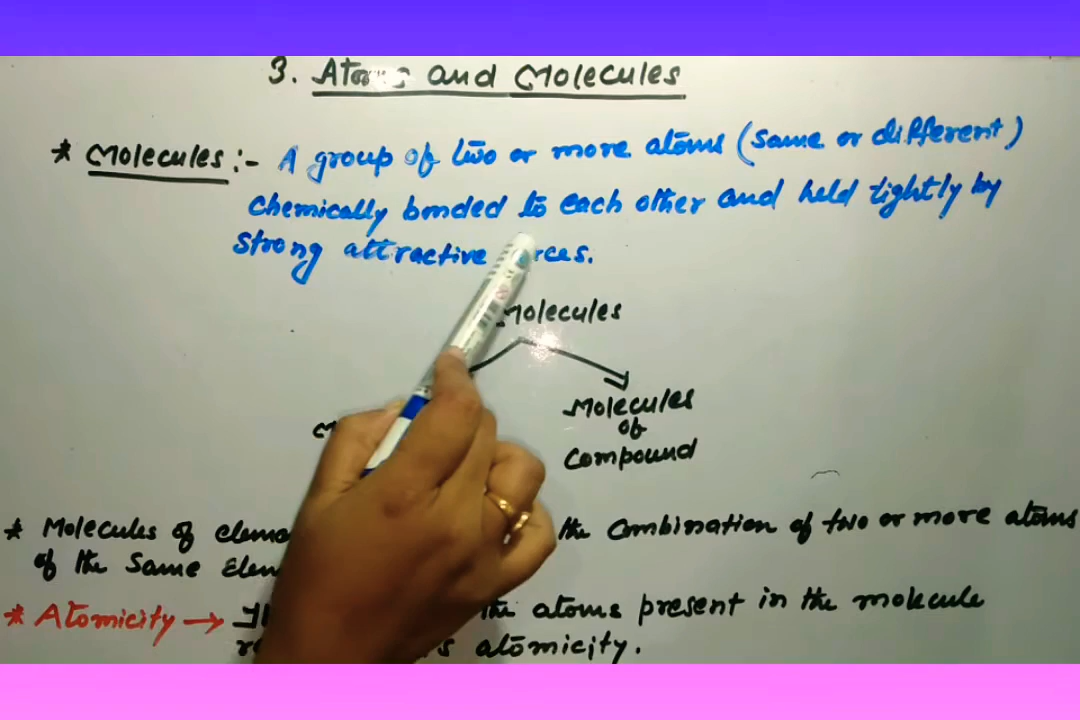 3. Atoms and Molecules
* Molecules :- A group of two or more atoms (same or different)
chemically bonded to each other and held tightly by
strong attractive
Molecules
Molecules
of
Compound
* Molecules of the combination of two or more atoms
of the same
* Atomicity → the atoms present in the molecule
atomicity.